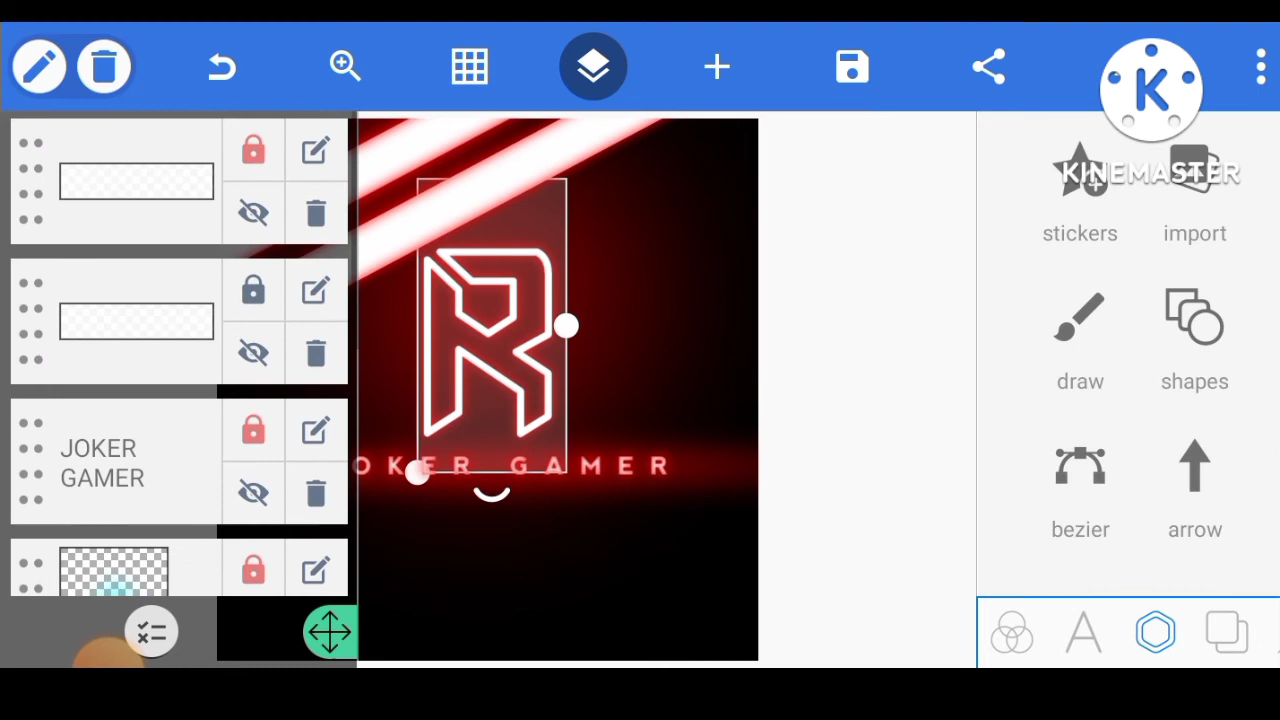 K
KINEMASTER
stickers
import
draw
shapes
bezier
arrow
JOKER
GAMER
R
OKER GAMER
A